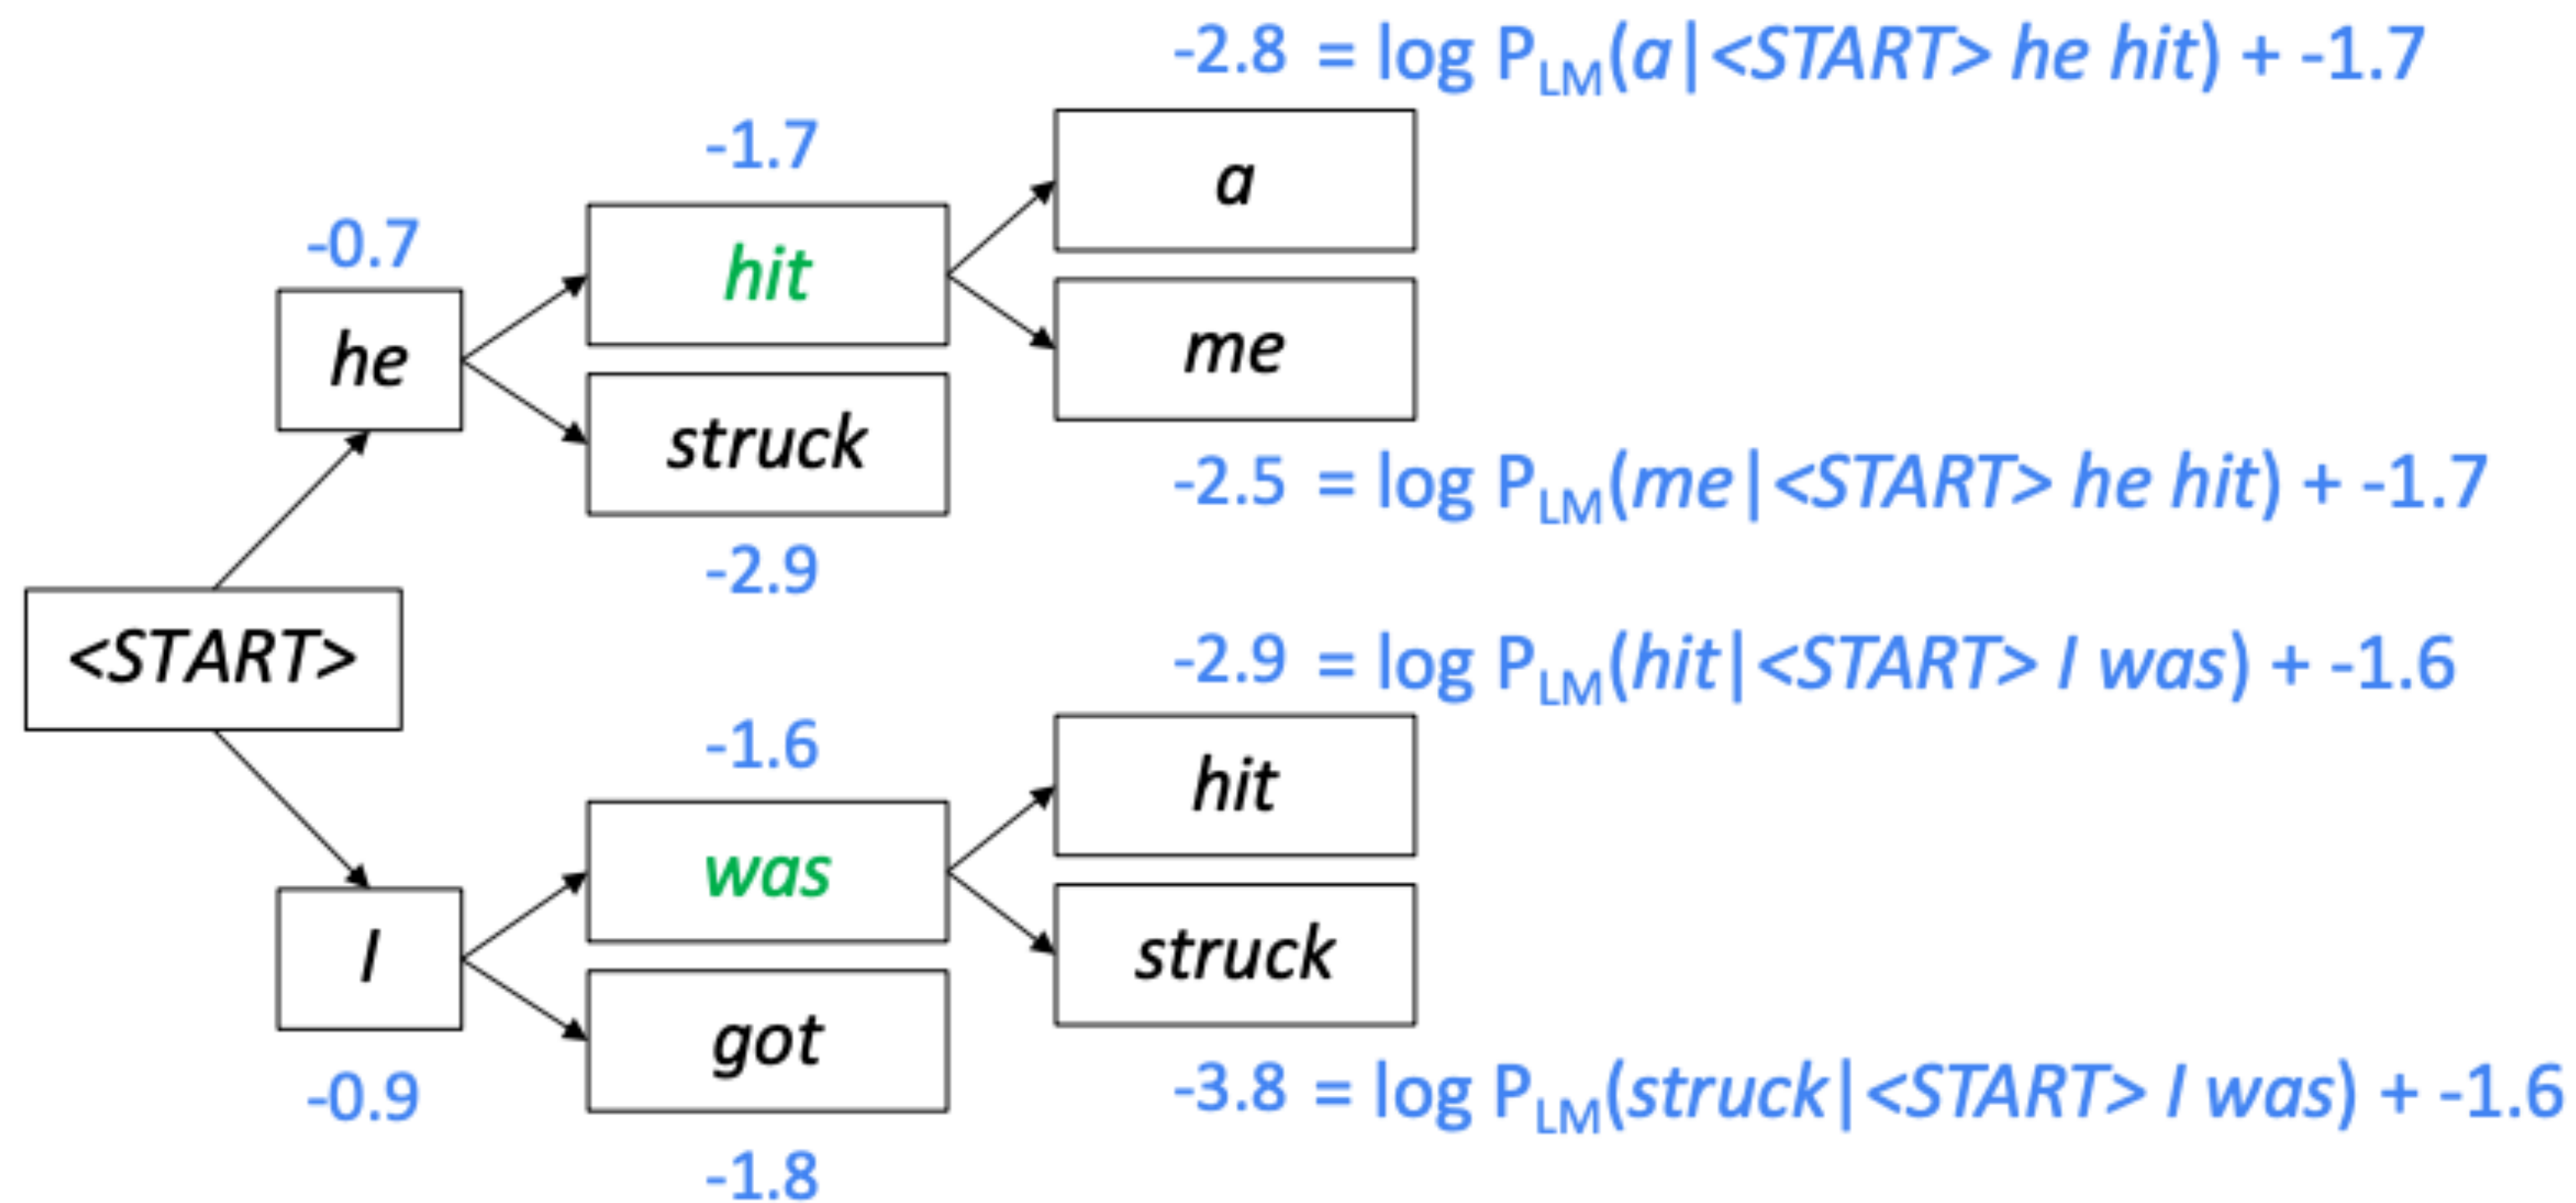 -2.8 = log P_LM(a|<START> he hit) + -1.7
-1.7
a
-0.7
hit
me
he
struck
-2.5 = log P_LM(me|<START> he hit) + -1.7
-2.9
<START>
-2.9 = log P_LM(hit|<START> I was) + -1.6
-1.6
hit
was
I
struck
got
-0.9
-3.8 = log P_LM(struck|<START> I was) + -1.6
-1.8